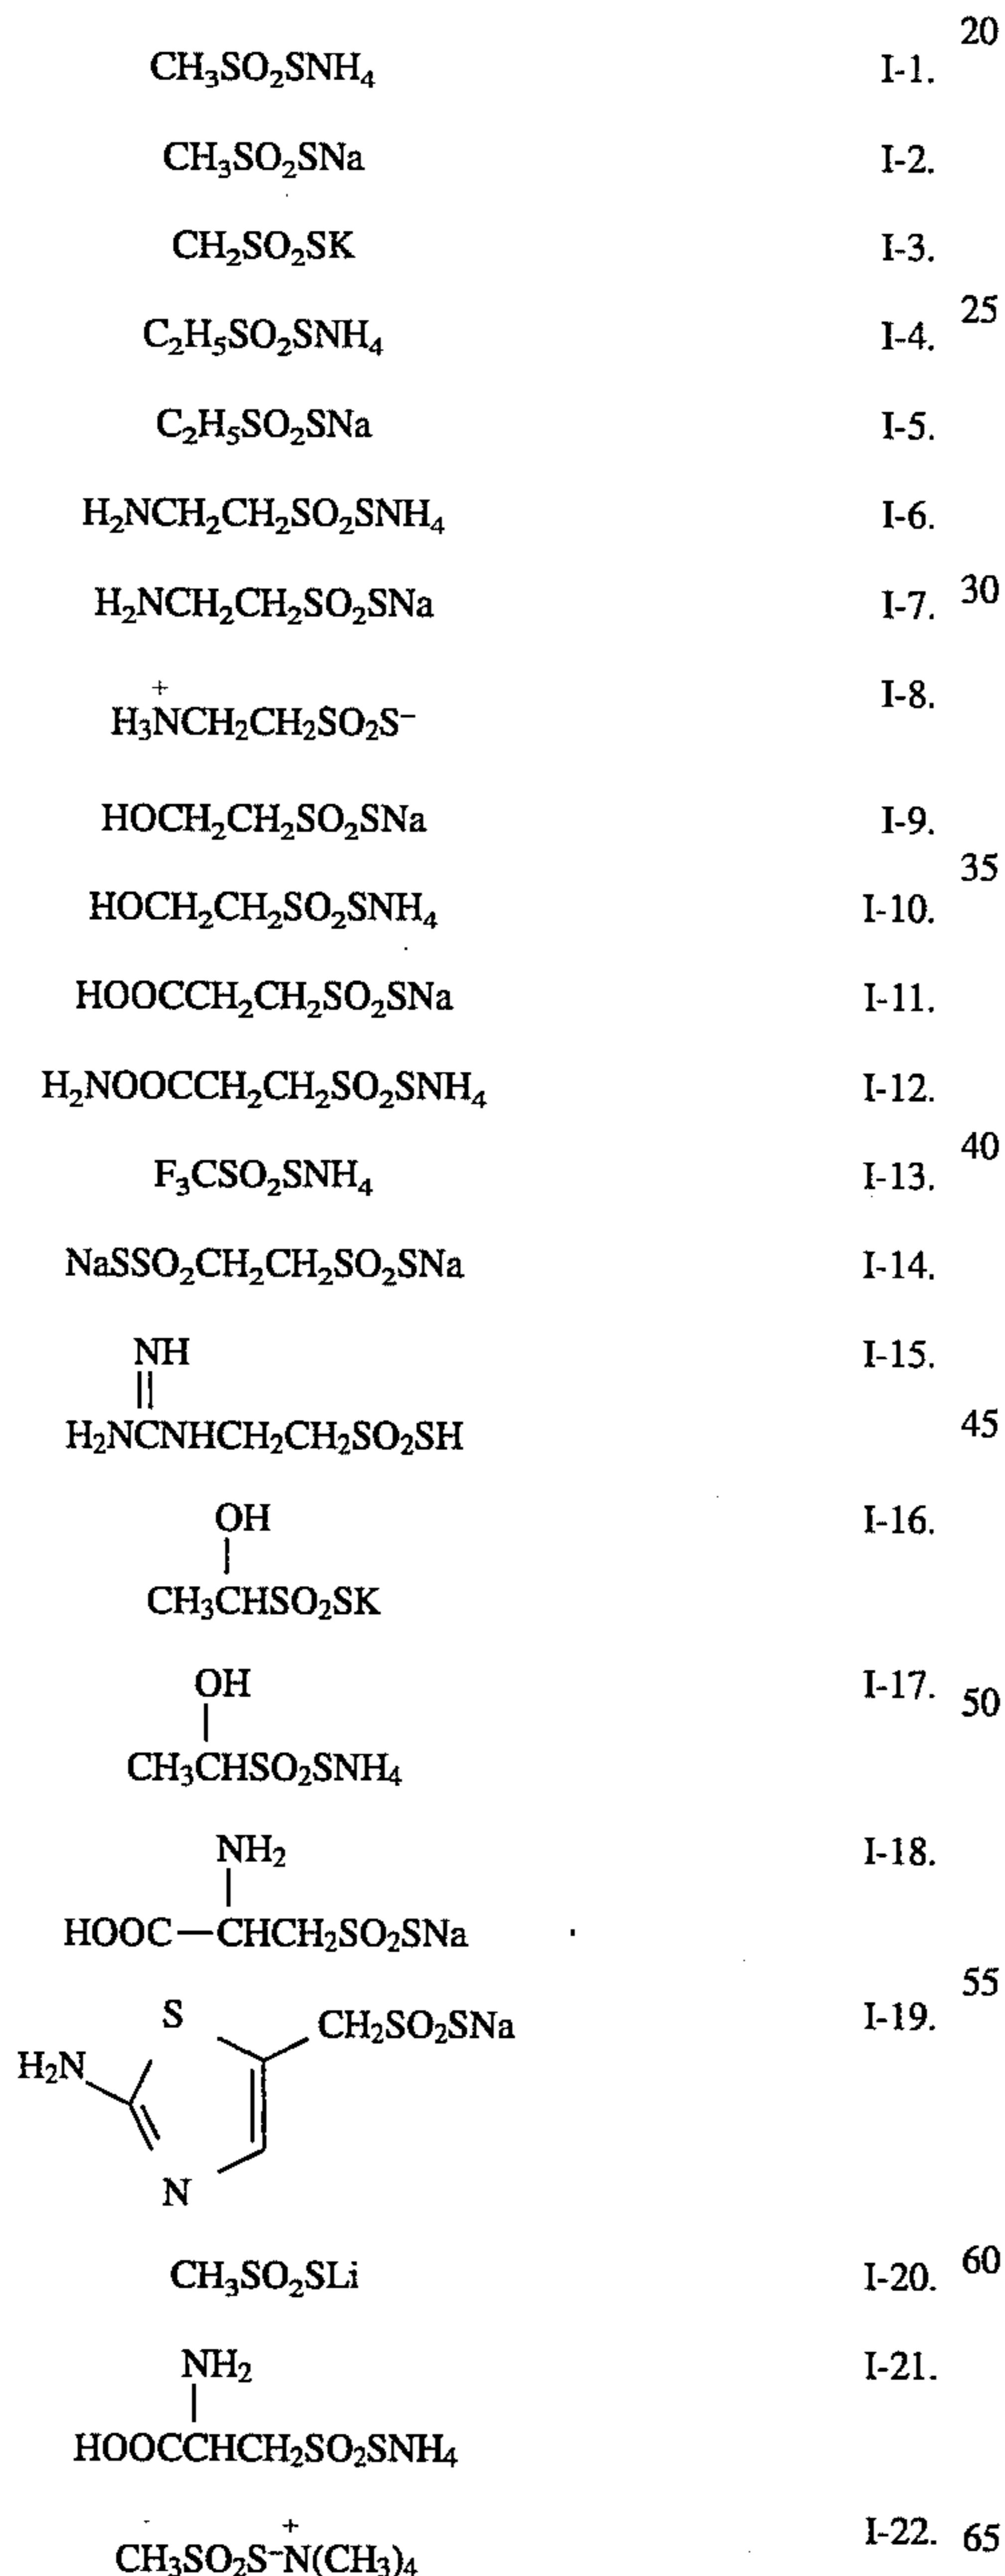 20
CH₃SO₂SNH₄ I-1.
CH₃SO₂SNa I-2.
CH₂SO₂SK I-3.
25
C₂H₅SO₂SNH₄ I-4.
C₂H₅SO₂SNa I-5.
H₂NCH₂CH₂SO₂SNH₄ I-6.
H₂NCH₂CH₂SO₂SNa I-7. 30
I-8.
+
H₃NCH₂CH₂SO₂S⁻
HOCH₂CH₂SO₂SNa I-9.
35
HOCH₂CH₂SO₂SNH₄ I-10.
HOOCCH₂CH₂SO₂SNa I-11.
H₂NOOCCH₂CH₂SO₂SNH₄ I-12.
40
F₃CSO₂SNH₄ I-13.
NaSSO₂CH₂CH₂SO₂SNa I-14.
NH I-15.
||
H₂NCNHCH₂CH₂SO₂SH 45
OH I-16.
|
CH₃CHSO₂SK
OH I-17. 50
|
CH₃CHSO₂SNH₄
NH₂ I-18.
|
HOOC—CHCH₂SO₂SNa
55
S CH₂SO₂SNa I-19.
H₂N
N
CH₃SO₂SLi I-20. 60
NH₂ I-21.
|
HOOCCHCH₂SO₂SNH₄
+ I-22. 65
CH₃SO₂S⁻N(CH₃)₄